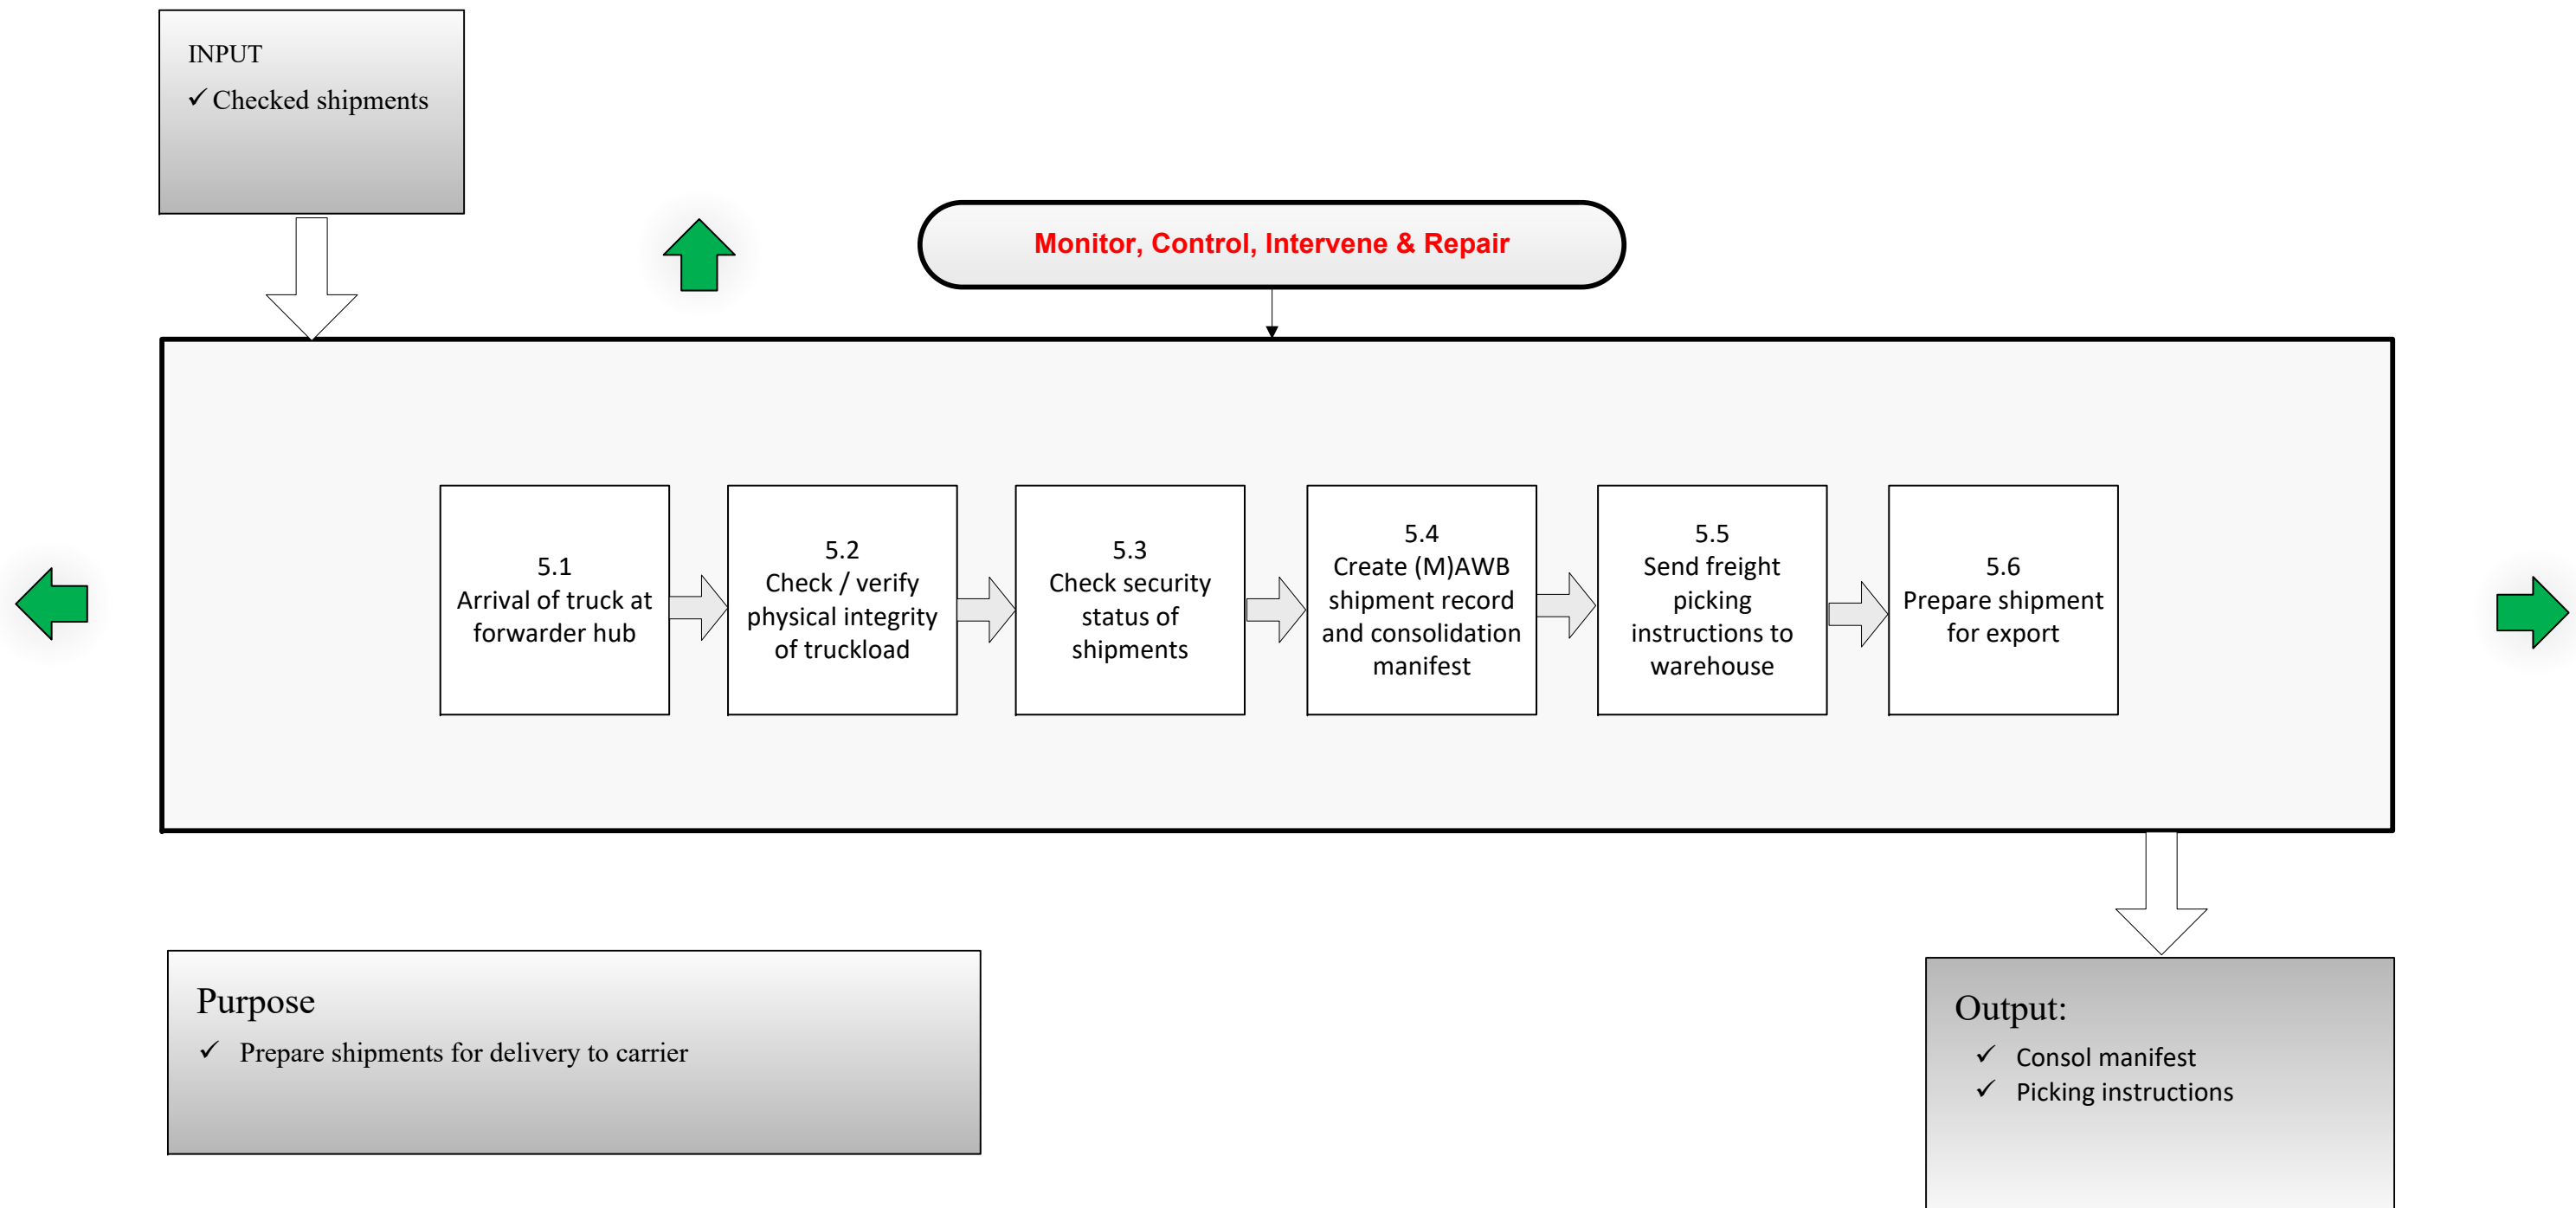 INPUT
✓ Checked shipments
Monitor, Control, Intervene & Repair
5.1
Arrival of truck at
forwarder hub
5.2
Check / verify
physical integrity
of truckload
5.3
Check security
status of
shipments
5.4
Create (M)AWB
shipment record
and consolidation
manifest
5.5
Send freight
picking
instructions to
warehouse
5.6
Prepare shipment
for export
Purpose
✓ Prepare shipments for delivery to carrier
Output:
✓ Consol manifest
✓ Picking instructions